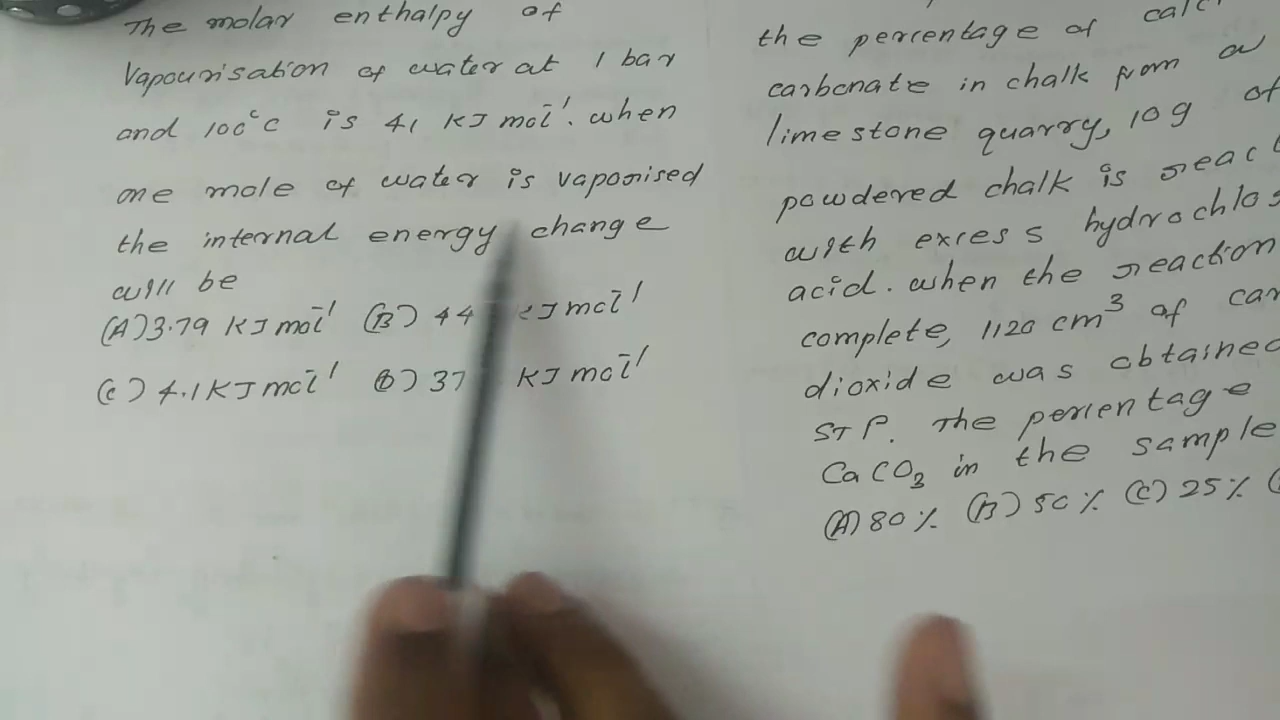 The molar enthalpy of
Vapourisation of water at 1 bar
and 100°C is 41 KJ mol⁻¹. when
one mole of water is vaporised
the internal energy change
will be
(A) 3.79 KJ mol⁻¹ (B) 44 KJ mol⁻¹
(C) 4.1 KJ mol⁻¹ (D) 37 KJ mol⁻¹
the percentage of
carbonate in chalk from a
limestone quarry, 10g of
powdered chalk is
with excess
acid. when the reaction
complete, 1120 cm³ of
dioxide was obtained
STP. The percentage
CaCO₃ in the sample
(A) 80% (B) 50% (C) 25%